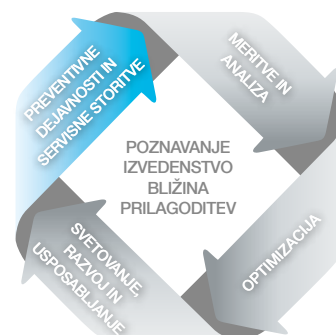 PREVENTIVNE
DEJAVNOSTI IN
SERVISNE STORITVE
MERITVE IN
ANALIZA
POZNAVANJE
IZVEDENSTVO
BLIŽINA
PRILAGODITEV
OPTIMIZACIJA
SVETOVANJE,
RAZVOJ IN
USPOSABLJANJE